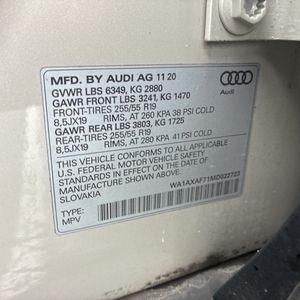 MFD. BY AUDI AG 11 20
GVWR LBS 6349, KG 2880
GAWR FRONT LBS 3241, KG 1470
FRONT-TIRES 255/55 R19
8,5JX19 RIMS, AT 260 KPA 38 PSI COLD
GAWR REAR LBS 3803, KG 1725
REAR-TIRES 255/55 R19
8,5JX19 RIMS, AT 280 KPA 41 PSI COLD
THIS VEHICLE CONFORMS TO ALL APPLICABLE
U.S. FEDERAL MOTOR VEHICLE SAFETY
STANDARDS IN EFFECT ON THE DATE OF
MANUFACTURE SHOWN ABOVE
SLOVAKIA
WA1AXAF71MD022723
TYPE:
MPV
Audi